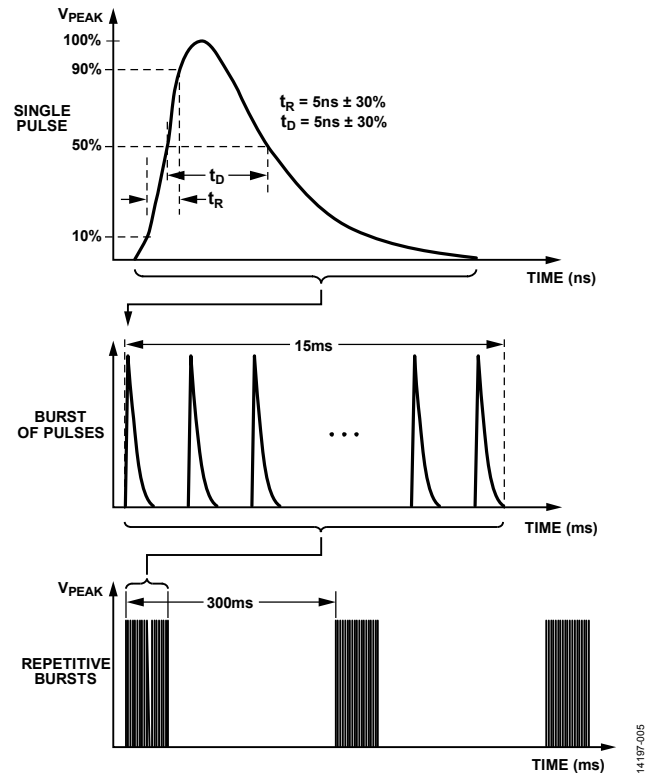 VPEAK
100%
90%
SINGLE
PULSE
50%
10%
tR = 5ns ± 30%
tD = 5ns ± 30%
tD
tR
TIME (ns)
15ms
BURST
OF PULSES
TIME (ms)
VPEAK
300ms
REPETITIVE
BURSTS
TIME (ms)
14197-005